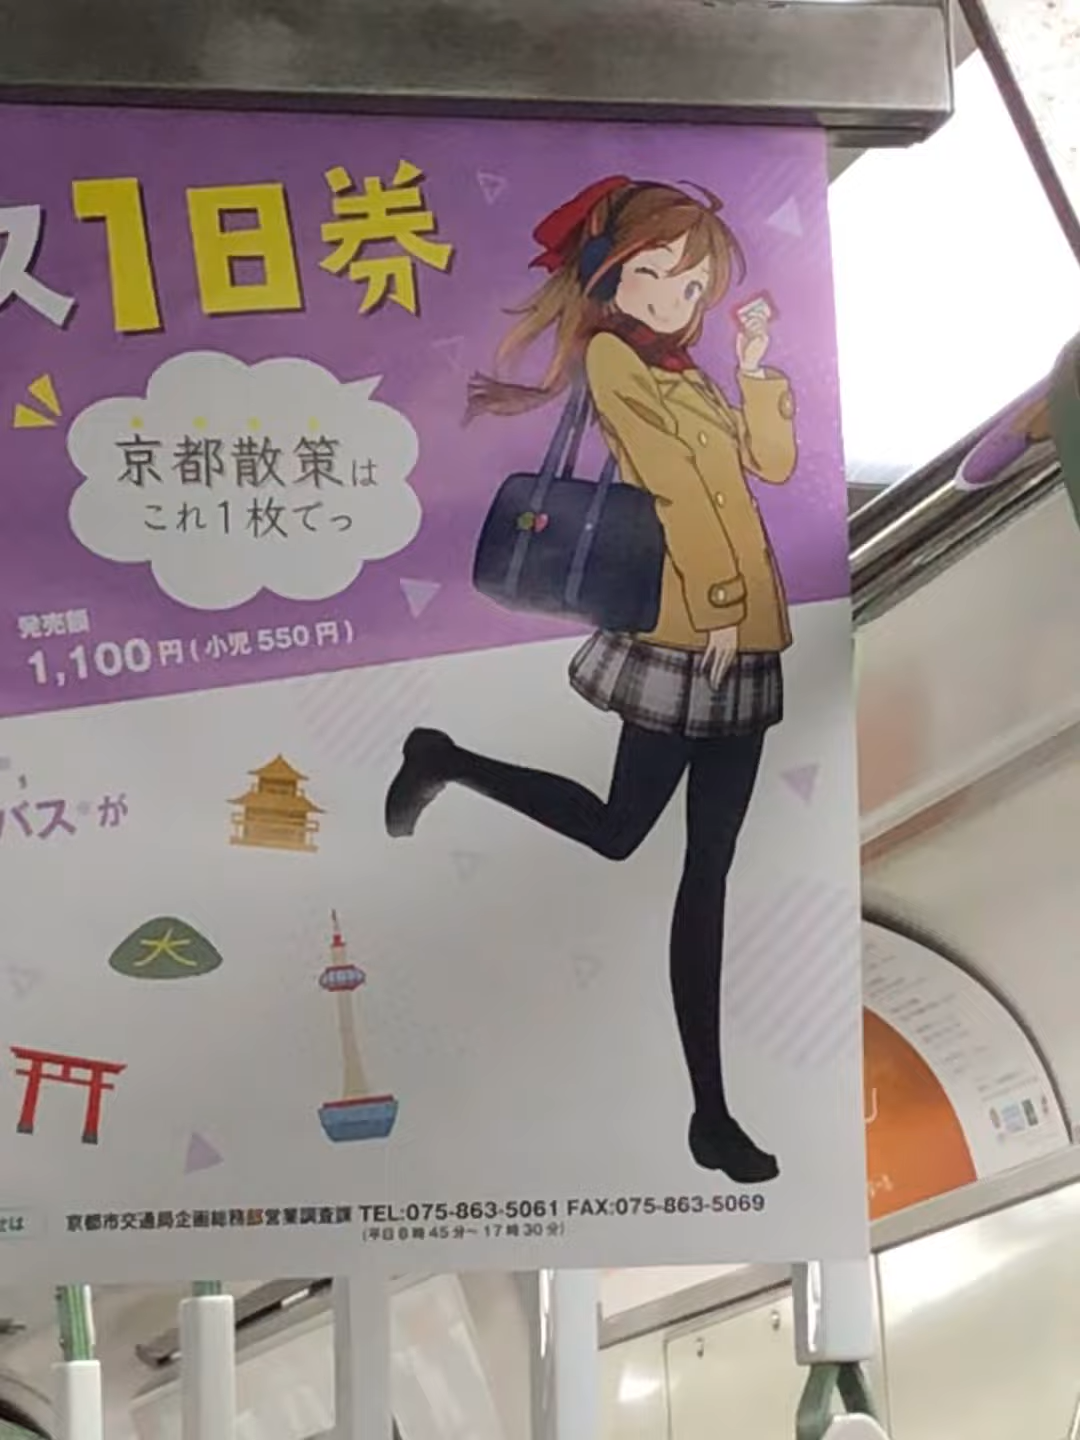 ス1日券
京都散策は
これ1枚でっ
発売額
1,100円(小児550円)
バス®が
大
京都市交通局企画総務部営業調査課 TEL:075-863-5061 FAX:075-863-5069
(平日8時45分~17時30分)